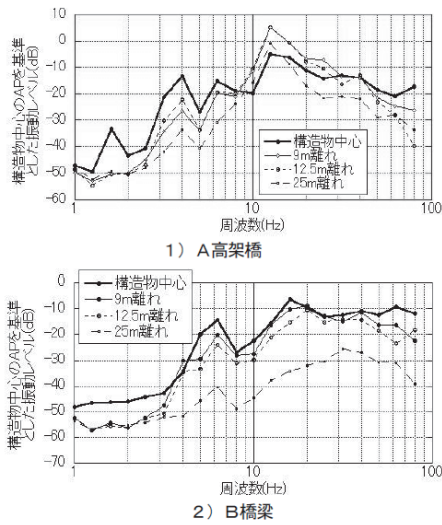 構造物中心のAPを基準
とした振動レベル(dB)
10
0
-10
-20
-30
-40
-50
-60
構造物中心
9m離れ
12.5m離れ
25m離れ
1
10
100
周波数(Hz)
1) A高架橋
構造物中心のAPを基準
とした振動レベル(dB)
0
-10
-20
-30
-40
-50
-60
-70
構造物中心
9m離れ
12.5m離れ
25m離れ
1
10
100
周波数(Hz)
2) B橋梁